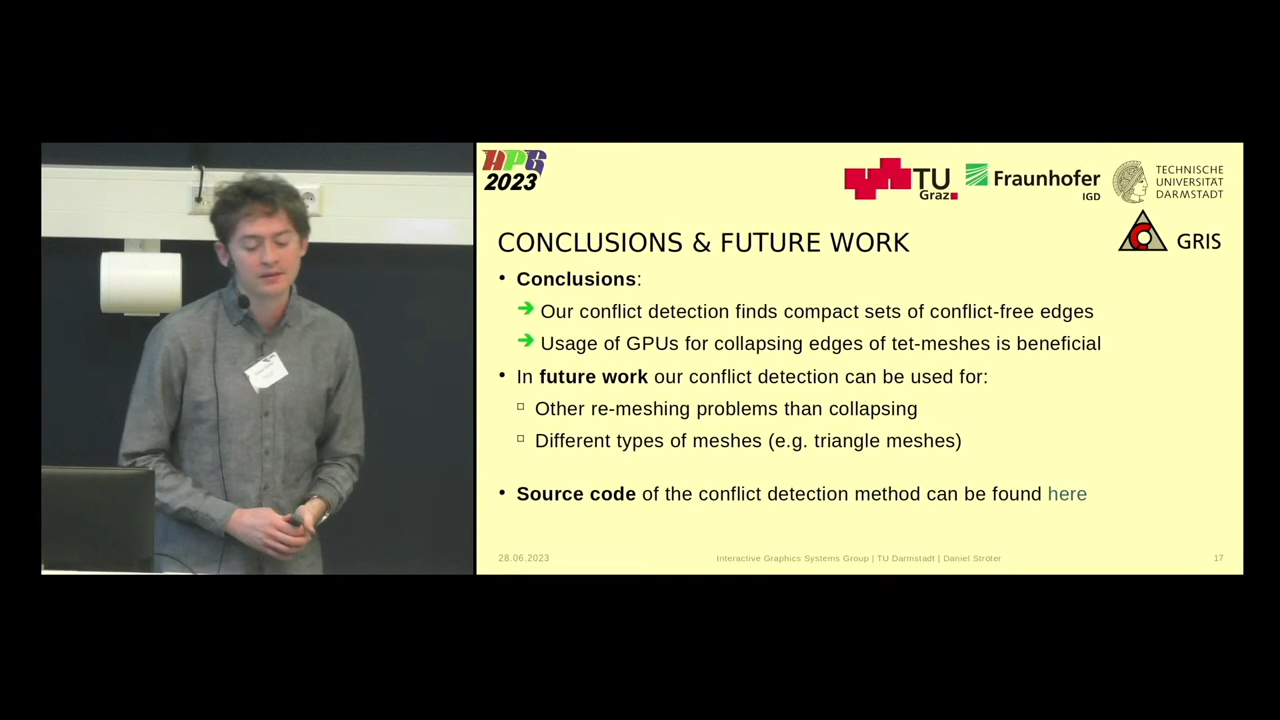 HPG
2023
TU
Graz
Fraunhofer
IGD
TECHNISCHE
UNIVERSITÄT
DARMSTADT
GRIS
CONCLUSIONS & FUTURE WORK
• Conclusions:
➔ Our conflict detection finds compact sets of conflict-free edges
➔ Usage of GPUs for collapsing edges of tet-meshes is beneficial
• In future work our conflict detection can be used for:
□ Other re-meshing problems than collapsing
□ Different types of meshes (e.g. triangle meshes)
• Source code of the conflict detection method can be found here
28.06.2023
Interactive Graphics Systems Group | TU Darmstadt | Daniel Ströter
17